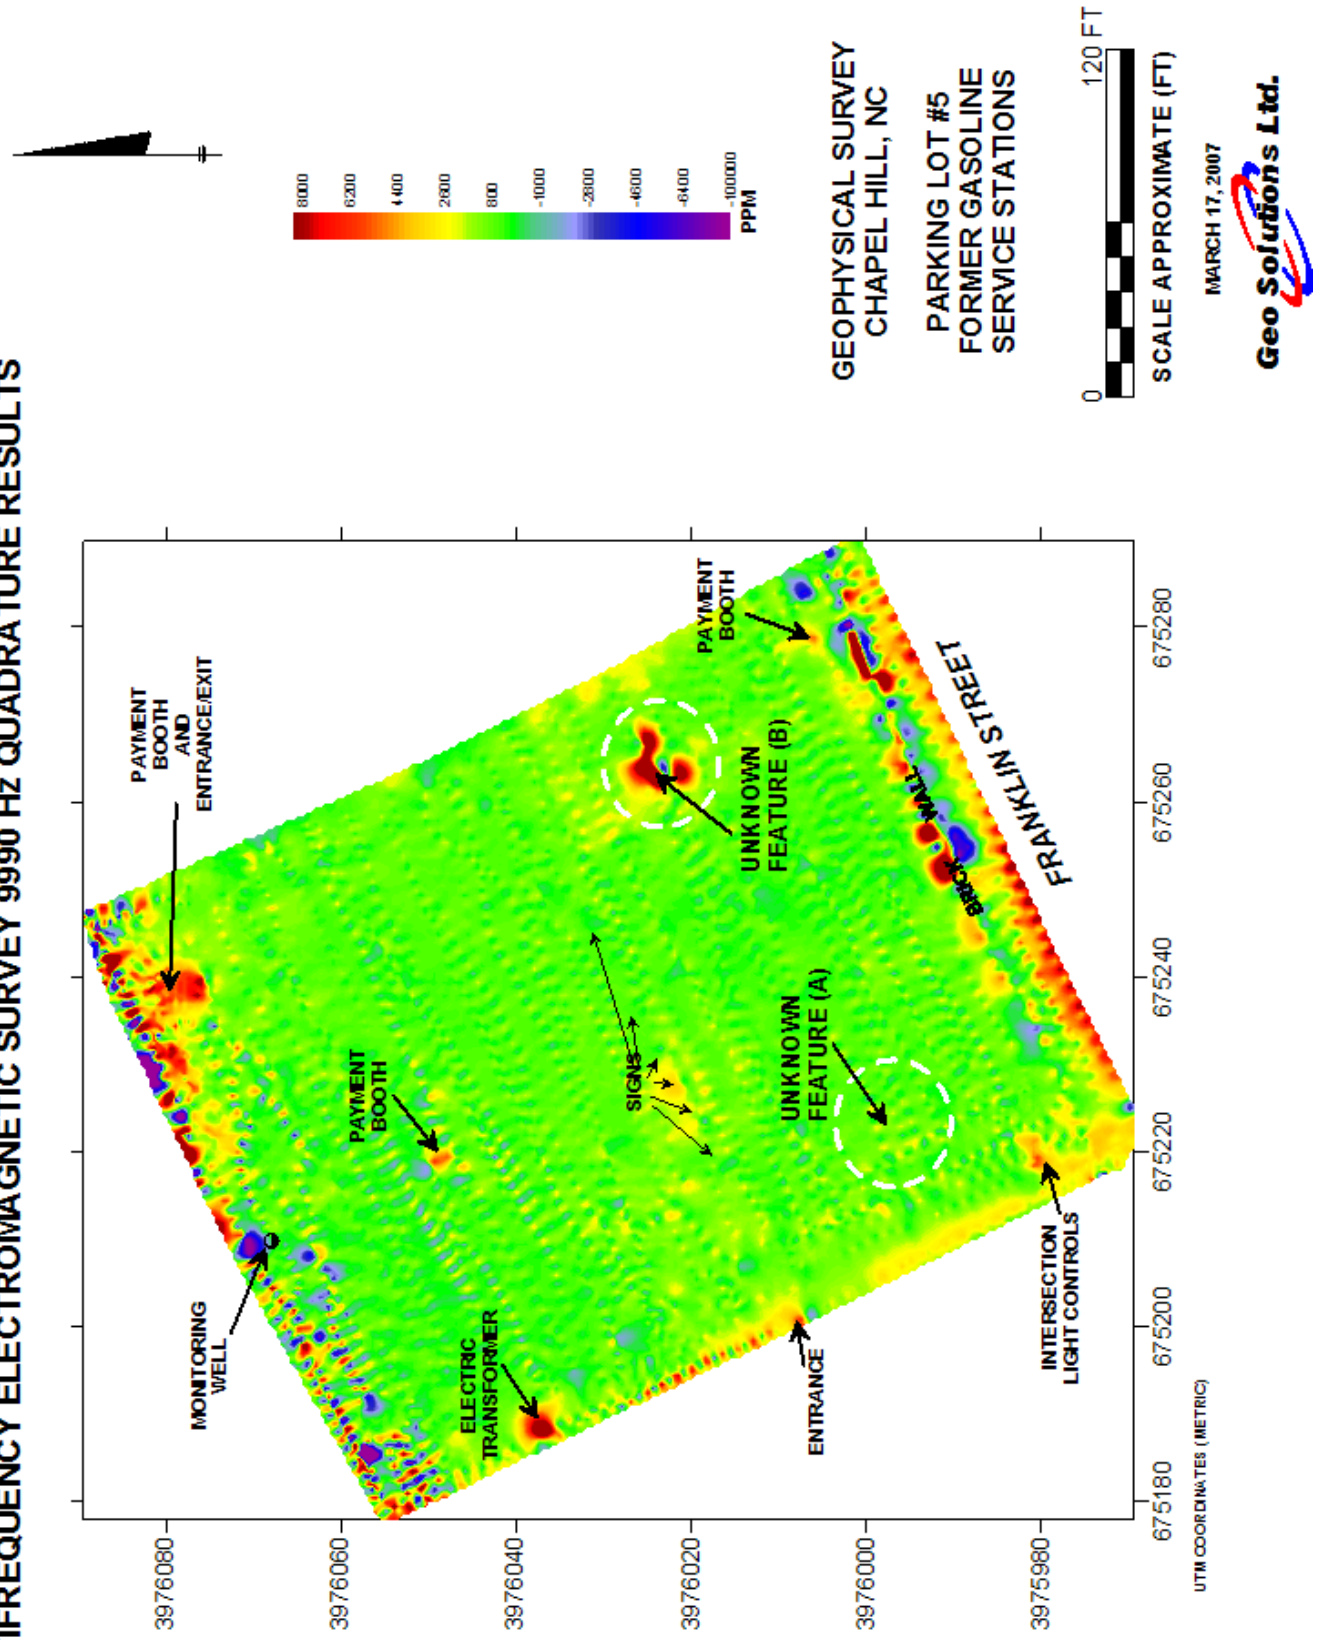 IFREQUENCY ELECTROMAGNETIC SURVEY 9990 HZ QUADRATURE RESULTS
PAYMENT
BOOTH
AND
ENTRANCE/EXIT
MONITORING
WELL
PAYMENT
BOOTH
ELECTRIC
TRANSFORMER
SIGNS
UNKNOWN
FEATURE (B)
PAYMENT
BOOTH
UNKNOWN
FEATURE (A)
ENTRANCE
INTERSECTION
LIGHT CONTROLS
BRICK WALL
FRANKLIN STREET
3976080
3976060
3976040
3976020
3976000
3975980
675180
675200
675220
675240
675260
675280
UTM COORDINATES (METRIC)
8000
6200
4400
2600
800
-1000
-2800
-4600
-6400
-100000
PPM
GEOPHYSICAL SURVEY
CHAPEL HILL, NC
PARKING LOT #5
FORMER GASOLINE
SERVICE STATIONS
0
120 FT
SCALE APPROXIMATE (FT)
MARCH 17, 2007
Geo Solutions Ltd.